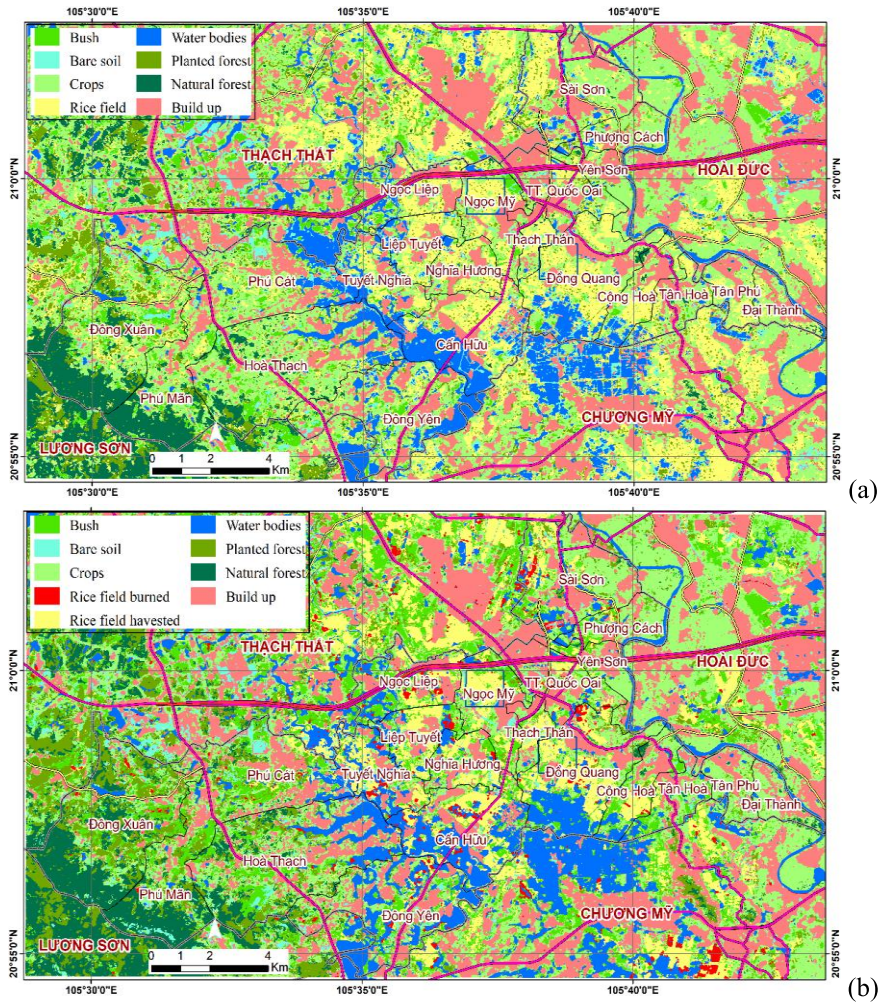 105°30'0"E 105°35'0"E 105°40'0"E
Bush Water bodies
Bare soil Planted forest
Crops Natural forest
Rice field Build up
Sài Sơn
Phượng Cách
THẠCH THẤT
Yên Sơn HOÀI ĐỨC
21°0'0"N 21°0'0"N
Ngọc Liệp TT. Quốc Oai
Ngọc Mỹ
Thạch Thán
Liệp Tuyết
Nghĩa Hương
Phú Cát Tuyết Nghĩa Đồng Quang
Cộng Hoà Tân Hoà Tân Phú
Đông Xuân Đại Thành
Cấn Hữu
Hoà Thạch
Phú Mãn
Đông Yên CHƯƠNG MỸ
LƯƠNG SƠN
20°55'0"N 20°55'0"N
0 1 2 4
Km
105°30'0"E 105°35'0"E 105°40'0"E
(a)
Bush Water bodies
Bare soil Planted forest
Crops Natural forest
Rice field burned Build up
Rice field havested
Sài Sơn
Phượng Cách
THẠCH THẤT
Yên Sơn HOÀI ĐỨC
21°0'0"N 21°0'0"N
Ngọc Liệp TT. Quốc Oai
Ngọc Mỹ
Thạch Thán
Liệp Tuyết
Nghĩa Hương
Phú Cát Tuyết Nghĩa Đồng Quang
Cộng Hoà Tân Hoà Tân Phú
Đại Thành
Đông Xuân
Cấn Hữu
Hoà Thạch
Phú Mãn
Đông Yên CHƯƠNG MỸ
LƯƠNG SƠN
20°55'0"N 20°55'0"N
0 1 2 4
Km
105°30'0"E 105°35'0"E 105°40'0"E
(b)